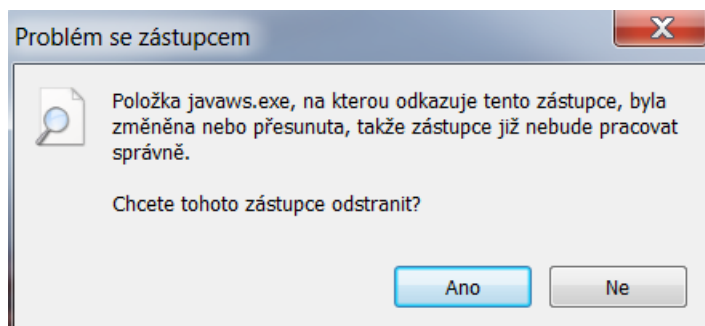 Problém se zástupcem
Položka javaws.exe, na kterou odkazuje tento zástupce, byla
změněna nebo přesunuta, takže zástupce již nebude pracovat
správně.
Chcete tohoto zástupce odstranit?
Ano
Ne